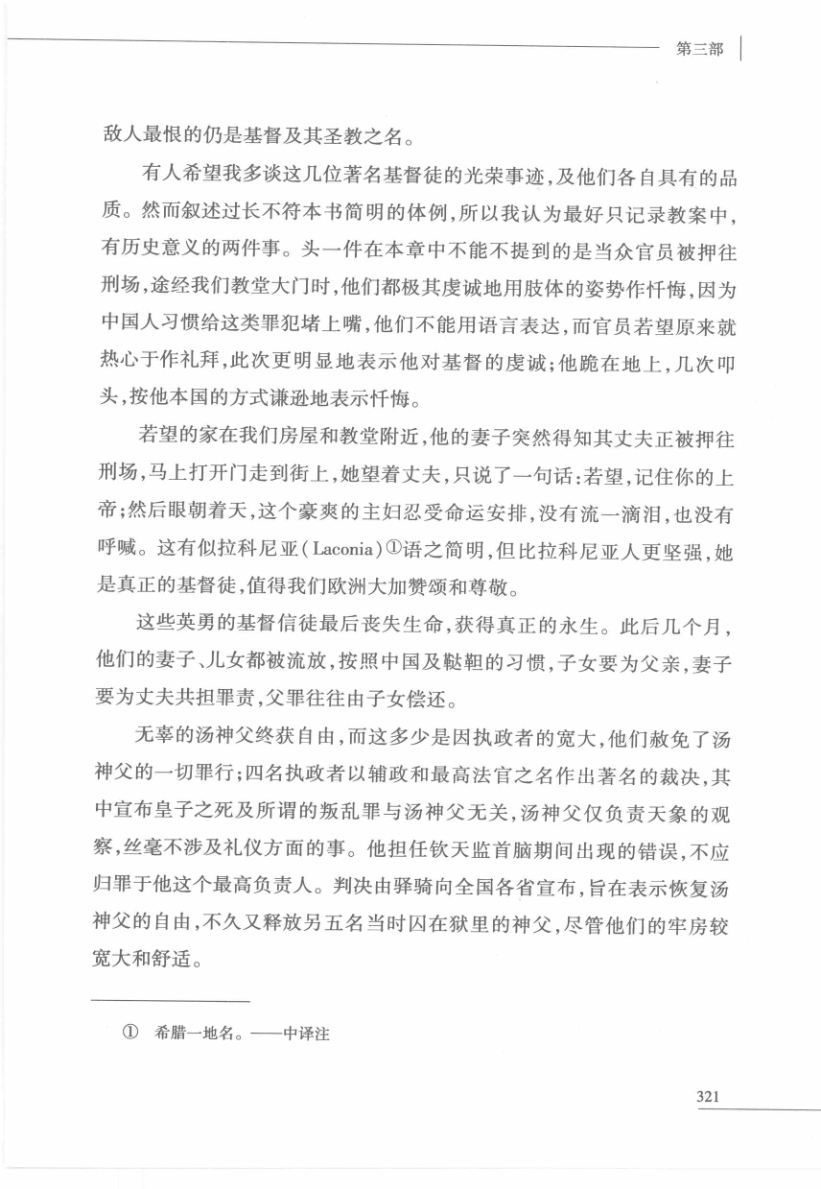 第三部
敌人最恨的仍是基督及其圣教之名。
有人希望我多谈这几位著名基督徒的光荣事迹,及他们各自具有的品
质。然而叙述过长不符本书简明的体例,所以我认为最好只记录教案中,
有历史意义的两件事。头一件在本章中不能不提到的是当众官员被押往
刑场,途经我们教堂大门时,他们都极其虔诚地用肢体的姿势作忏悔,因为
中国人习惯给这类罪犯堵上嘴,他们不能用语言表达,而官员若望原来就
热心于作礼拜,此次更明显地表示他对基督的虔诚;他跪在地上,几次叩
头,按他本国的方式谦逊地表示忏悔。
若望的家在我们房屋和教堂附近,他的妻子突然得知其丈夫正被押往
刑场,马上打开门走到街上,她望着丈夫,只说了一句话:若望,记住你的上
帝;然后眼朝着天,这个豪爽的主妇忍受命运安排,没有流一滴泪,也没有
呼喊。这有似拉科尼亚(Laconia)①语之简明,但比拉科尼亚人更坚强,她
是真正的基督徒,值得我们欧洲大加赞颂和尊敬。
这些英勇的基督信徒最后丧失生命,获得真正的永生。此后几个月,
他们的妻子、儿女都被流放,按照中国及鞑靼的习惯,子女要为父亲,妻子
要为丈夫共担罪责,父罪往往由子女偿还。
无辜的汤神父终获自由,而这多少是因执政者的宽大,他们赦免了汤
神父的一切罪行;四名执政者以辅政和最高法官之名作出著名的裁决,其
中宣布皇子之死及所谓的叛乱罪与汤神父无关,汤神父仅负责天象的观
察,丝毫不涉及礼仪方面的事。他担任钦天监首脑期间出现的错误,不应
归罪于他这个最高负责人。判决由驿骑向全国各省宣布,旨在表示恢复汤
神父的自由,不久又释放另五名当时囚在狱里的神父,尽管他们的牢房较
宽大和舒适。
① 希腊一地名。——中译注
321